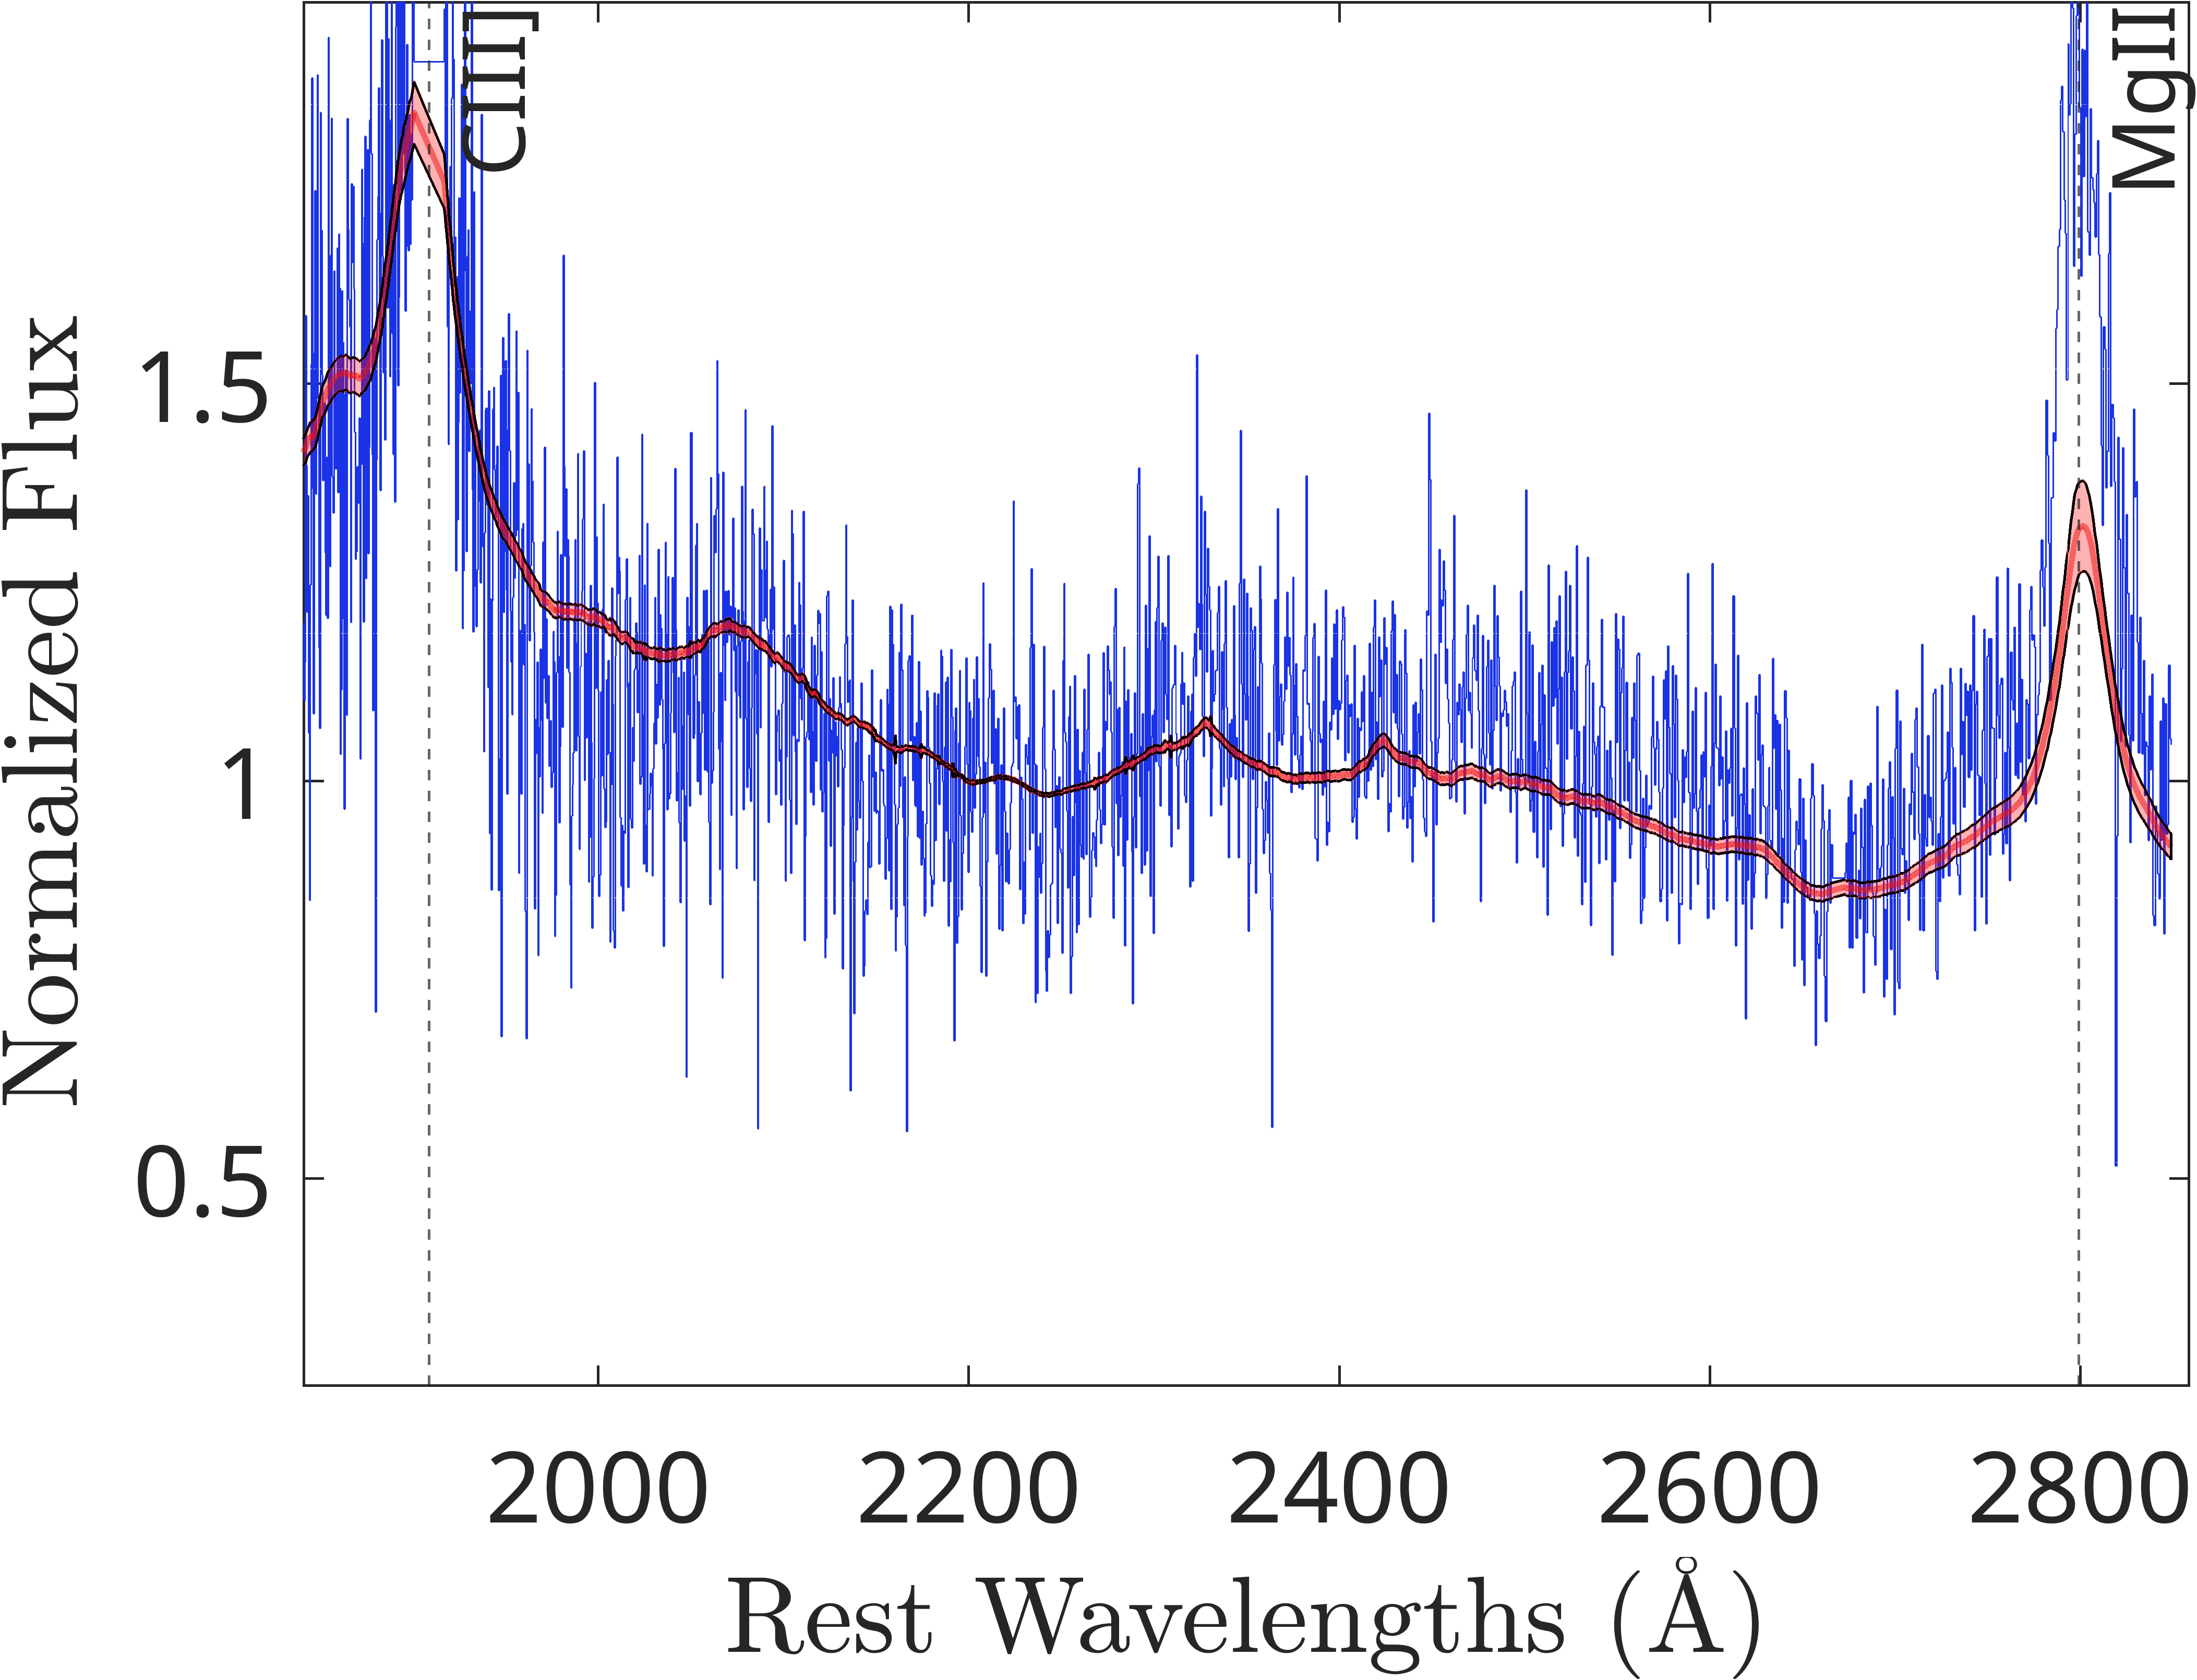 CIII]
MgII
Normalized Flux
1.5
1
0.5
2000 2200 2400 2600 2800
Rest Wavelengths (Å)